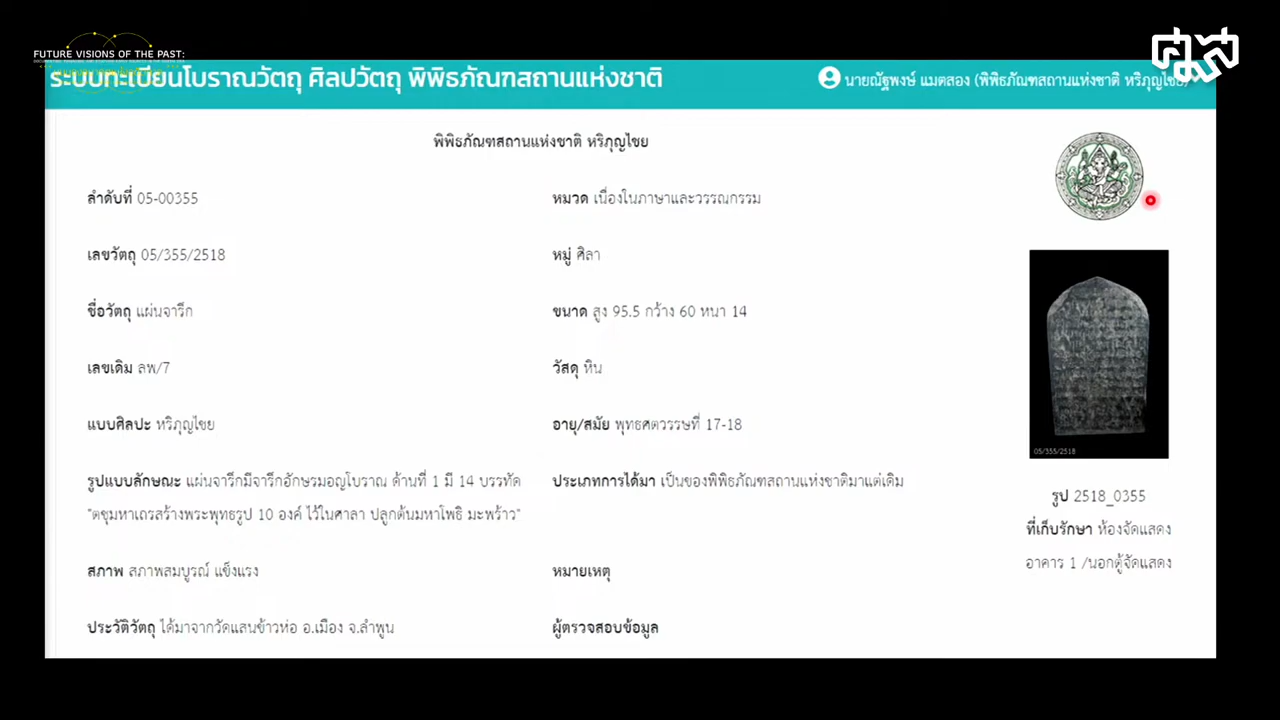 FUTURE VISIONS OF THE PAST:
ศมส
ระบบทะเบียนโบราณวัตถุ ศิลปวัตถุ พิพิธภัณฑสถานแห่งชาติ
นายณัฐพงษ์ แมตสอง (พิพิธภัณฑสถานแห่งชาติ หริภุญไชย)
พิพิธภัณฑสถานแห่งชาติ หริภุญไชย
ลำดับที่ 05-00355
หมวด เนื่องในภาษาและวรรณกรรม
เลขวัตถุ 05/355/2518
หมู่ ศิลา
ชื่อวัตถุ แผ่นจารึก
ขนาด สูง 95.5 กว้าง 60 หนา 14
เลขเดิม ลพ/7
วัสดุ หิน
แบบศิลปะ หริภุญไชย
อายุ/สมัย พุทธศตวรรษที่ 17-18
รูปแบบลักษณะ แผ่นจารึกมีจารึกอักษรมอญโบราณ ด้านที่ 1 มี 14 บรรทัด
"ตชุมหาเถรสร้างพระพุทธรูป 10 องค์ ไว้ในศาลา ปลูกต้นมหาโพธิ มะพร้าว"
ประเภทการได้มา เป็นของพิพิธภัณฑสถานแห่งชาติมาแต่เดิม
สภาพ สภาพสมบูรณ์ แข็งแรง
หมายเหตุ
ประวัติวัตถุ ได้มาจากวัดแสนข้าวห่อ อ.เมือง จ.ลำพูน
ผู้ตรวจสอบข้อมูล
05/355/2518
รูป 2518_0355
ที่เก็บรักษา ห้องจัดแสดง
อาคาร 1 /นอกตู้จัดแสดง